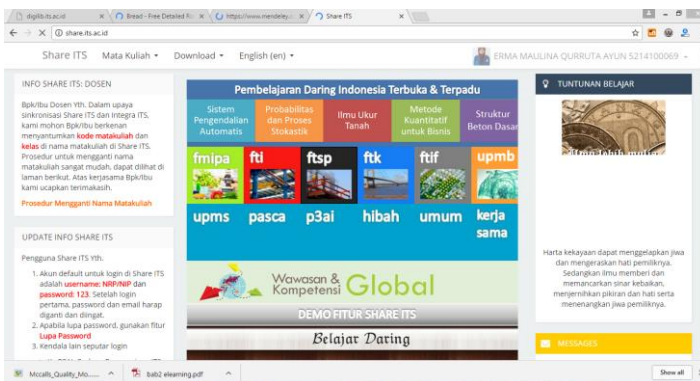 digilib.its.ac.id
Bread - Free Detailed R
https://www.mendeley.
Share ITS
share.its.ac.id
Share ITS
Mata Kuliah
Download
English (en)
ERMA MAULINA QURRUTA AYUN 5214100069
INFO SHARE ITS: DOSEN
Bpk/Ibu Dosen Yth. Dalam upaya
sinkronisasi Share ITS dan Integra ITS,
kami mohon Bpk/Ibu berkenan
menyantumkan kode matakuliah dan
kelas di nama matakuliah di Share ITS.
Prosedur untuk mengganti nama
matakuliah sangat mudah, dapat dilihat di
laman berikut. Atas kerjasama Bpk/Ibu
kami ucapkan terimakasih.
Prosedur Mengganti Nama Matakuliah
UPDATE INFO SHARE ITS
Pengguna Share ITS Yth.
1. Akun default untuk login di Share ITS
adalah username: NRP/NIP dan
password: 123. Setelah login
pertama, password dan email harap
diganti dan diingat.
2. Apabila lupa password, gunakan fitur
Lupa Password
3. Kendala lain seputar login
Pembelajaran Daring Indonesia Terbuka & Terpadu
Sistem
Pengendalian
Automatis
Probabilitas
dan Proses
Stokastik
Ilmu Ukur
Tanah
Metode
Kuantitatif
untuk Bisnis
Struktur
Beton Dasar
fmipa
fti
ftsp
ftk
ftif
upmb
upms
pasca
p3ai
hibah
umum
kerja
sama
Wawasan &
Kompetensi
Global
DEMO FITUR SHARE ITS
Belajar Daring
TUNTUNAN BELAJAR
Harta kekayaan dapat menggelapkan jiwa
dan mengeraskan hati pemiliknya.
Sedangkan ilmu memberi dan
memancarkan sinar kebaikan,
menjernihkan pikiran dan hati serta
menenangkan jiwa pemiliknya.
MESSAGES
Mccalls_Quality_Mo....
bab2 elearning.pdf
Show all